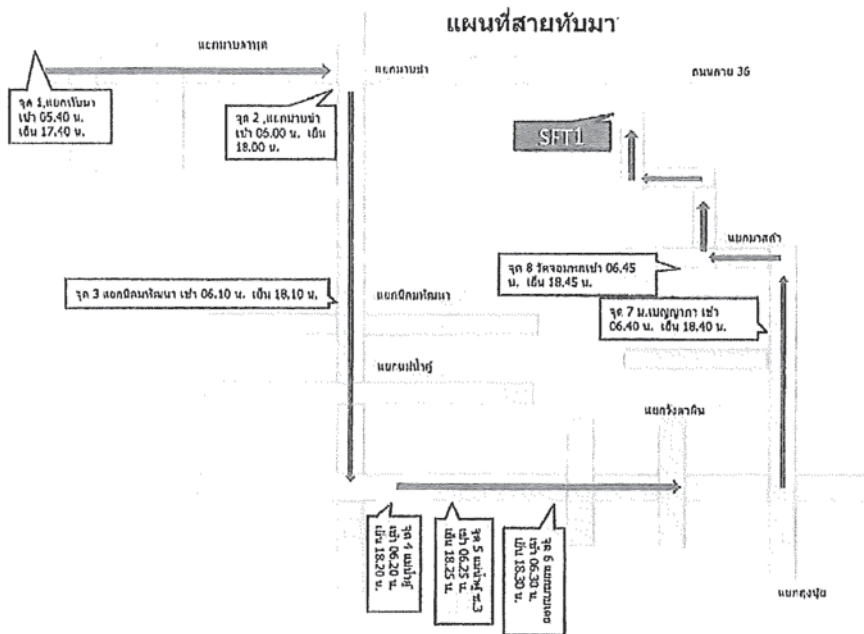 แผนที่สายทับมา
แยกมาบตาพุด
แยกมาบข่า
ถนนสาย 36
จุด 1,แยกทับมา
เช้า 05.40 น.
เย็น 17.40 น.
จุด 2 ,แยกมาบข่า
เช้า 06.00 น. เย็น
18.00 น.
SFT1
แยกมาสดำ
จุด 3 แยกนิคมพัฒนา เช้า 06.10 น. เย็น 18.10 น.
จุด 8 วัดจอมพลเช้า 06.45
น. เย็น 18.45 น.
แยกนิคมพัฒนา
จุด 7 ม.เบญญาภา เช้า
06.40 น. เย็น 18.40 น.
แยกแม่น้ำคู้
แยกวังตาผิน
จุด 4 แม่น้ำคู้
เช้า 06.20 น.
เย็น 18.20 น.
จุด 5 แม่น้ำคู้ ซ.3
เช้า 06.25 น.
เย็น 18.25 น.
จุด 6
เช้า 06.30 น.
เย็น 18.30 น.